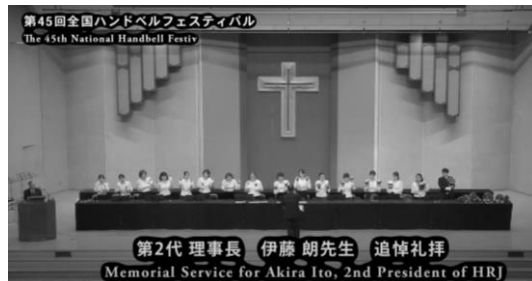 第45回全国ハンドベルフェスティバル
The 45th National Handbell Festiv
第2代 理事長　伊藤 朗先生　追悼礼拝
Memorial Service for Akira Ito, 2nd President of HRJ